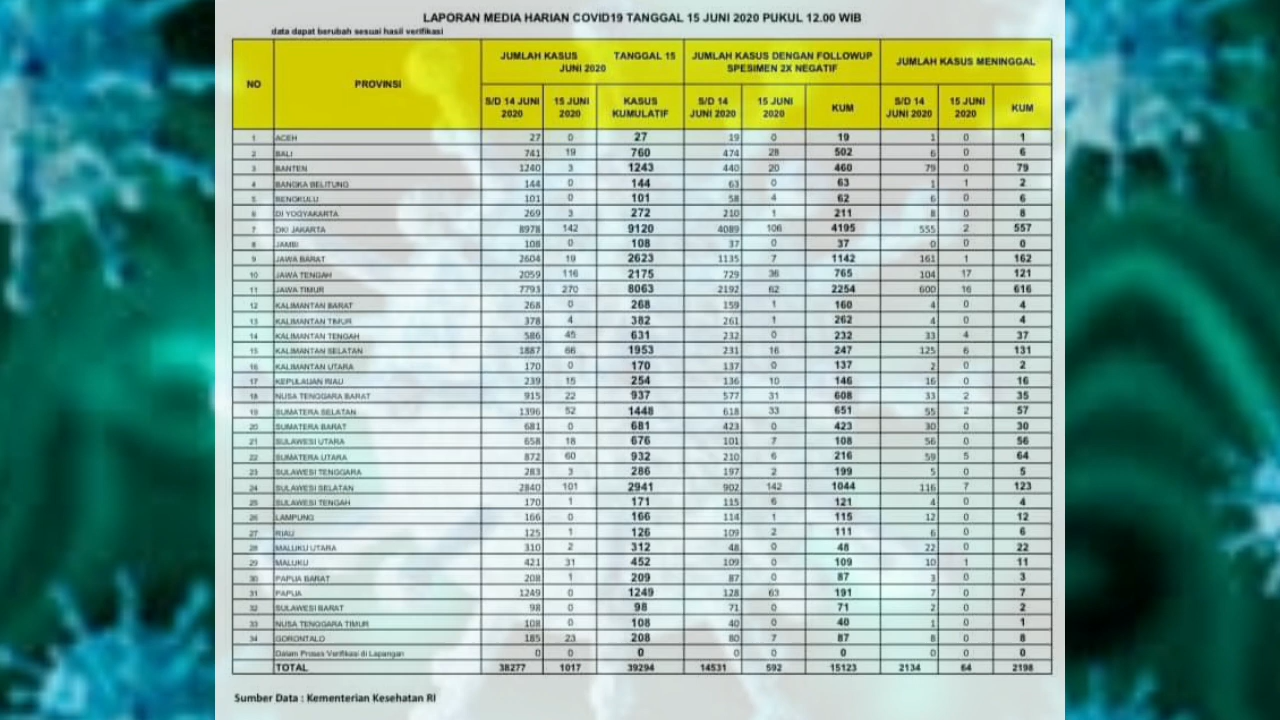 LAPORAN MEDIA HARIAN COVID19 TANGGAL 15 JUNI 2020 PUKUL 12.00 WIB
data dapat berubah sesuai hasil verifikasi
NO PROVINSI JUMLAH KASUS TANGGAL 15 JUNI 2020 JUMLAH KASUS DENGAN FOLLOWUP SPESIMEN 2X NEGATIF JUMLAH KASUS MENINGGAL
S/D 14 JUNI 2020 15 JUNI 2020 KASUS KUMULATIF S/D 14 JUNI 2020 15 JUNI 2020 KUM S/D 14 JUNI 2020 15 JUNI 2020 KUM
1 ACEH 27 0 27 19 0 19 1 0 1
2 BALI 741 19 760 474 28 502 6 0 6
3 BANTEN 1240 3 1243 440 20 460 79 0 79
4 BANGKA BELITUNG 144 0 144 63 0 63 1 1 2
5 BENGKULU 101 0 101 58 4 62 6 0 6
6 DI YOGYAKARTA 269 3 272 210 1 211 8 0 8
7 DKI JAKARTA 8978 142 9120 4089 106 4195 555 2 557
8 JAMBI 108 0 108 37 0 37 0 0 0
9 JAWA BARAT 2604 19 2623 1135 7 1142 161 1 162
10 JAWA TENGAH 2059 116 2175 729 36 765 104 17 121
11 JAWA TIMUR 7793 270 8063 2192 62 2254 600 16 616
12 KALIMANTAN BARAT 268 0 268 159 1 160 4 0 4
13 KALIMANTAN TIMUR 378 4 382 261 1 262 4 0 4
14 KALIMANTAN TENGAH 586 45 631 232 0 232 33 4 37
15 KALIMANTAN SELATAN 1887 66 1953 231 16 247 125 6 131
16 KALIMANTAN UTARA 170 0 170 137 0 137 2 0 2
17 KEPULAUAN RIAU 239 15 254 136 10 146 16 0 16
18 NUSA TENGGARA BARAT 915 22 937 577 31 608 33 2 35
19 SUMATERA SELATAN 1396 52 1448 618 33 651 55 2 57
20 SUMATERA BARAT 681 0 681 423 0 423 30 0 30
21 SULAWESI UTARA 658 18 676 101 7 108 56 0 56
22 SUMATERA UTARA 872 60 932 210 6 216 59 5 64
23 SULAWESI TENGGARA 283 3 286 197 2 199 5 0 5
24 SULAWESI SELATAN 2840 101 2941 902 142 1044 116 7 123
25 SULAWESI TENGAH 170 1 171 115 6 121 4 0 4
26 LAMPUNG 166 0 166 114 1 115 12 0 12
27 RIAU 125 1 126 109 2 111 6 0 6
28 MALUKU UTARA 310 2 312 48 0 48 22 0 22
29 MALUKU 421 31 452 109 0 109 10 1 11
30 PAPUA BARAT 208 1 209 87 0 87 3 0 3
31 PAPUA 1249 0 1249 128 63 191 7 0 7
32 SULAWESI BARAT 98 0 98 71 0 71 2 0 2
33 NUSA TENGGARA TIMUR 108 0 108 40 0 40 1 0 1
34 GORONTALO 185 23 208 80 7 87 8 0 8
Dalam Proses Verifikasi di Lapangan 0 0 0 0 0 0 0 0 0
TOTAL 38277 1017 39294 14531 592 15123 2134 64 2198
Sumber Data : Kementerian Kesehatan RI